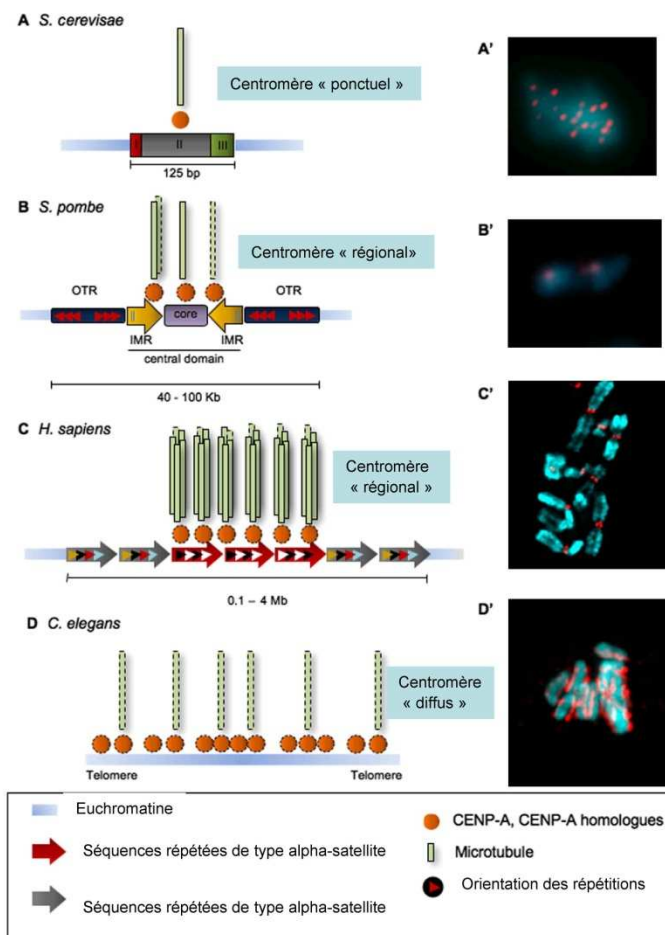 A S. cerevisae
A'
Centromère « ponctuel »
I II III
125 bp
B S. pombe
B'
Centromère « régional»
OTR OTR
core
IMR IMR
central domain
40 - 100 Kb
C H. sapiens
C'
Centromère
« régional »
0.1 – 4 Mb
D C. elegans
D'
Centromère
« diffus »
Telomere Telomere
Euchromatine
CENP-A, CENP-A homologues
Séquences répétées de type alpha-satellite
Microtubule
Orientation des répétitions
Séquences répétées de type alpha-satellite